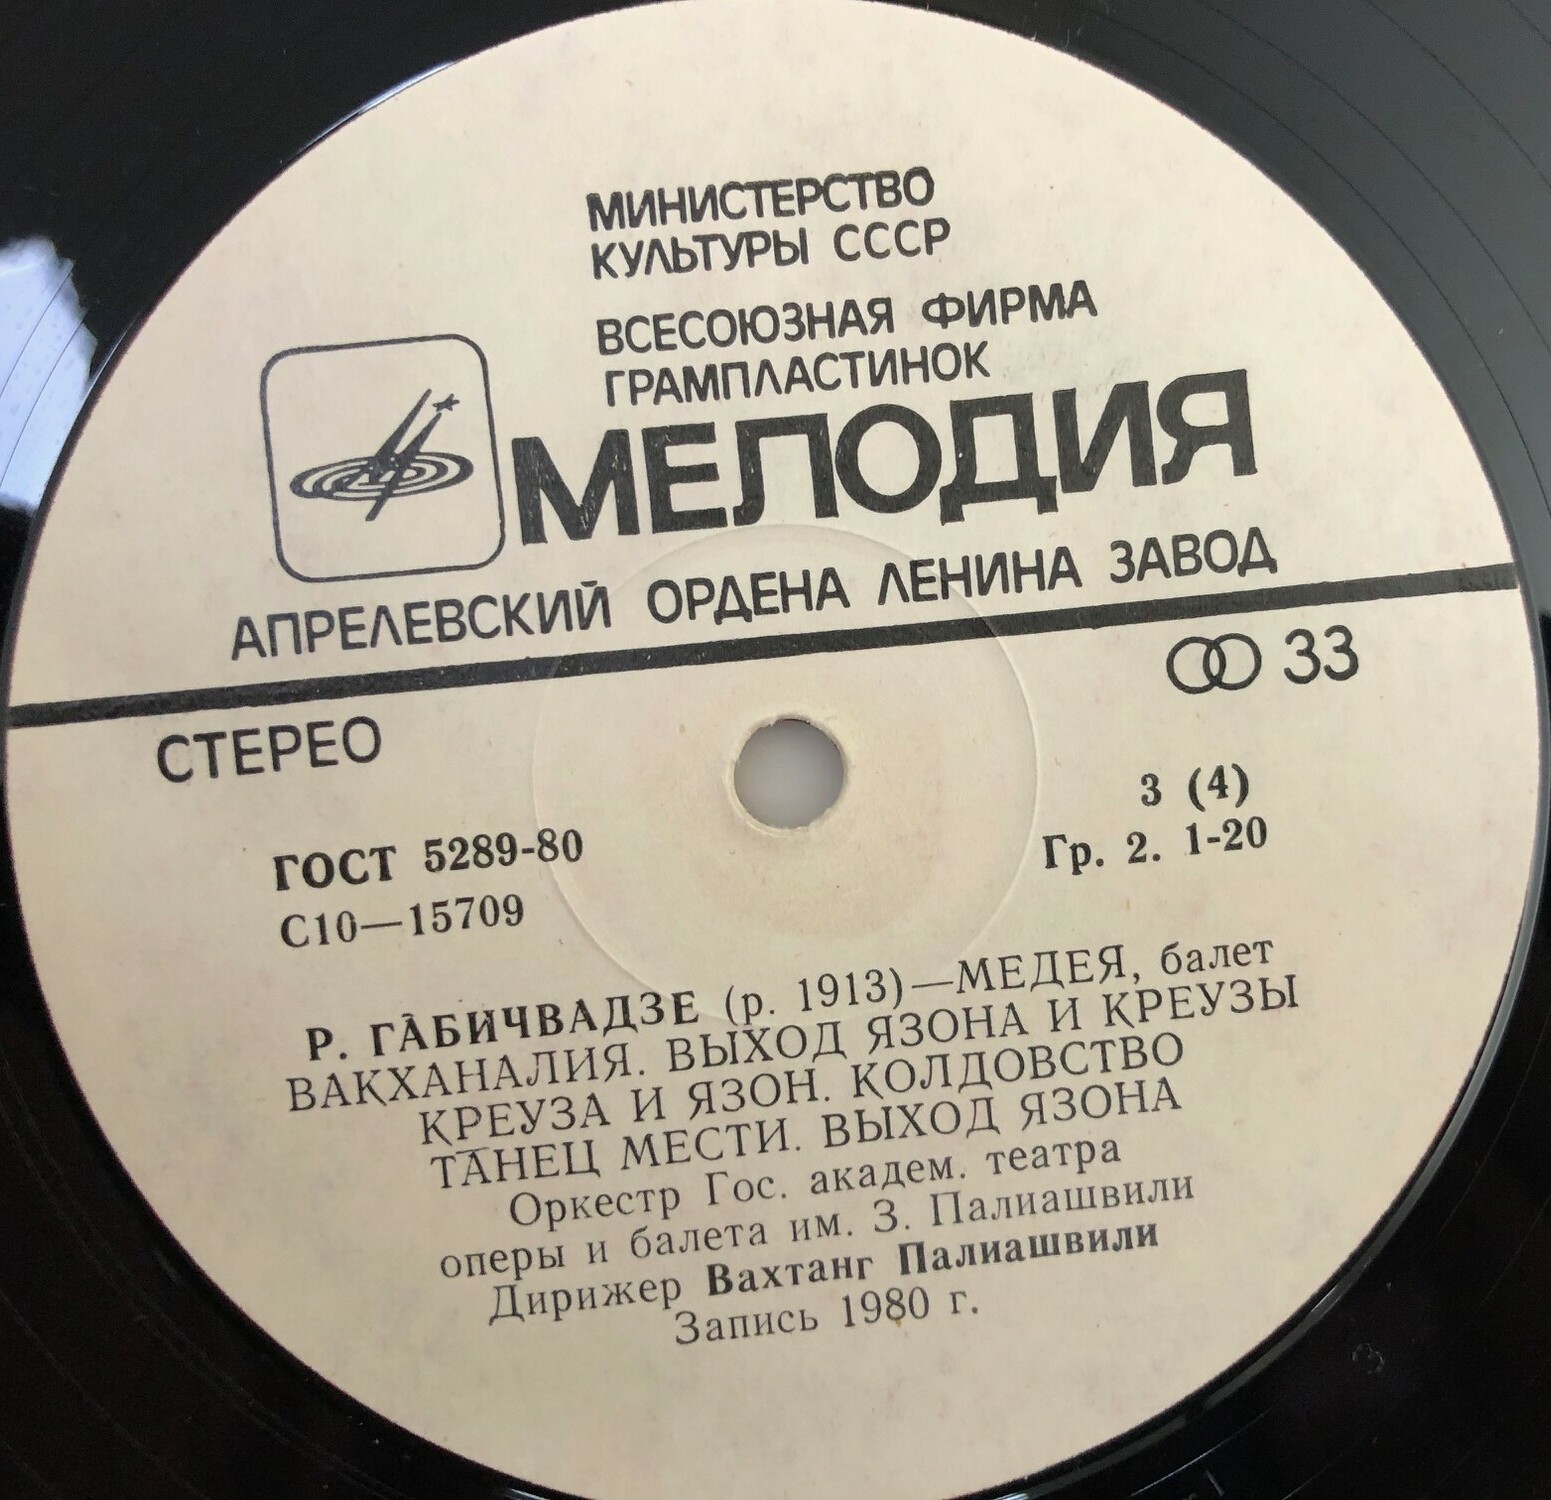 МИНИСТЕРСТВО
КУЛЬТУРЫ СССР
ВСЕСОЮЗНАЯ ФИРМА
ГРАМПЛАСТИНОК
МЕЛОДИЯ
АПРЕЛЕВСКИЙ ОРДЕНА ЛЕНИНА ЗАВОД
33
СТЕРЕО
3 (4)
ГОСТ 5289-80
Гр. 2. 1-20
С10—15709
Р. ГАБИЧВАДЗЕ (р. 1913)—МЕДЕЯ, балет
ВАКХАНАЛИЯ. ВЫХОД ЯЗОНА И КРЕУЗЫ
КРЕУЗА И ЯЗОН. КОЛДОВСТВО
ТАНЕЦ МЕСТИ. ВЫХОД ЯЗОНА
Оркестр Гос. академ. театра
оперы и балета им. З. Палиашвили
Дирижер Вахтанг Палиашвили
Запись 1980 г.